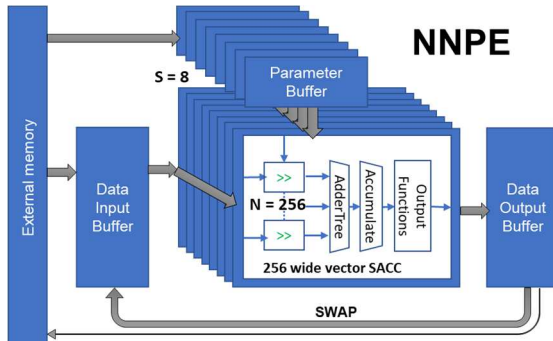 NNPE
S = 8
Parameter
Buffer
External memory
Data
Input
Buffer
>>
N = 256
>>
AdderTree
Accumulate
Output
Functions
256 wide vector SACC
Data
Output
Buffer
SWAP